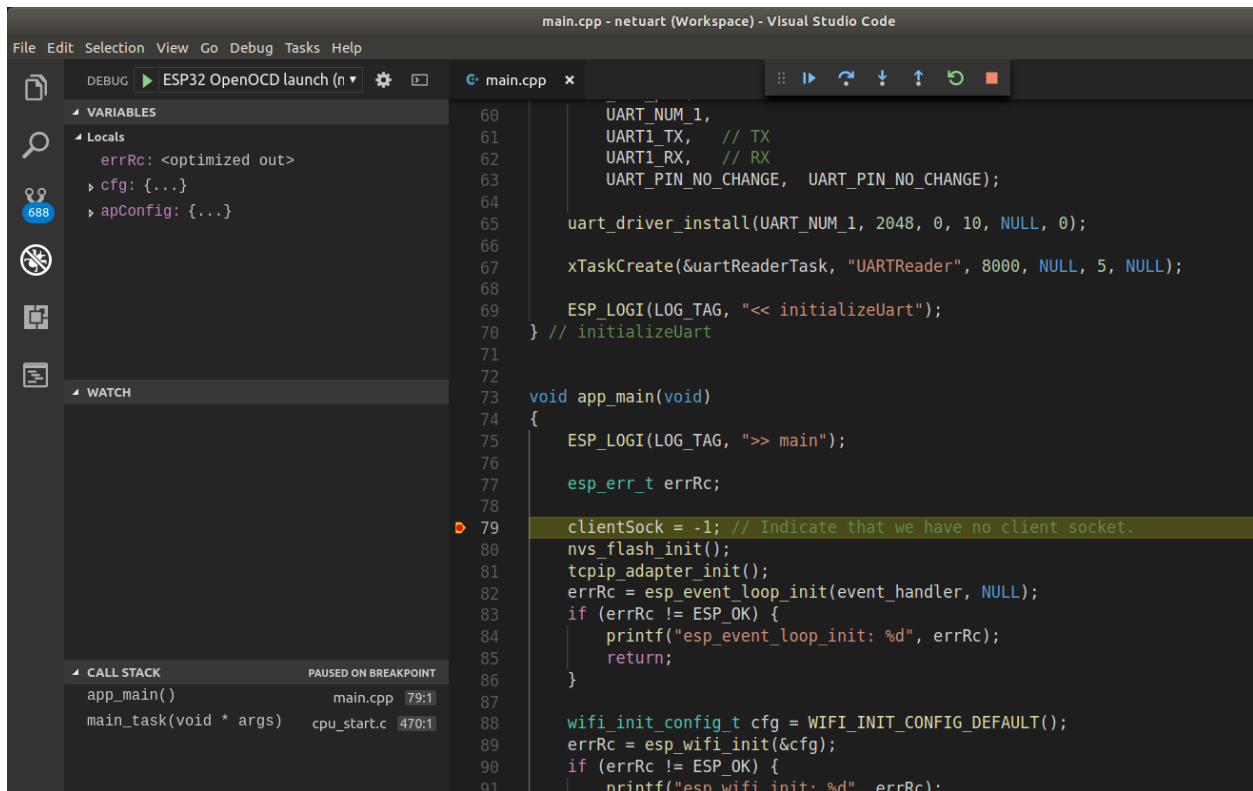 main.cpp - netuart (Workspace) - Visual Studio Code
File Edit Selection View Go Debug Tasks Help
DEBUG ESP32 OpenOCD launch (n
VARIABLES
Locals
errRc: <optimized out>
cfg: {...}
apConfig: {...}
688
WATCH
CALL STACK PAUSED ON BREAKPOINT
app_main() main.cpp 79:1
main_task(void * args) cpu_start.c 470:1
main.cpp ×
60 UART_NUM_1,
61 UART1_TX, // TX
62 UART1_RX, // RX
63 UART_PIN_NO_CHANGE, UART_PIN_NO_CHANGE);
64
65 uart_driver_install(UART_NUM_1, 2048, 0, 10, NULL, 0);
66
67 xTaskCreate(&uartReaderTask, "UARTReader", 8000, NULL, 5, NULL);
68
69 ESP_LOGI(LOG_TAG, "<< initializeUart");
70 } // initializeUart
71
72
73 void app_main(void)
74 {
75 ESP_LOGI(LOG_TAG, ">> main");
76
77 esp_err_t errRc;
78
79 clientSock = -1; // Indicate that we have no client socket.
80 nvs_flash_init();
81 tcpip_adapter_init();
82 errRc = esp_event_loop_init(event_handler, NULL);
83 if (errRc != ESP_OK) {
84 printf("esp_event_loop_init: %d", errRc);
85 return;
86 }
87
88 wifi_init_config_t cfg = WIFI_INIT_CONFIG_DEFAULT();
89 errRc = esp_wifi_init(&cfg);
90 if (errRc != ESP_OK) {
91 printf("esp_wifi_init: %d", errRc);